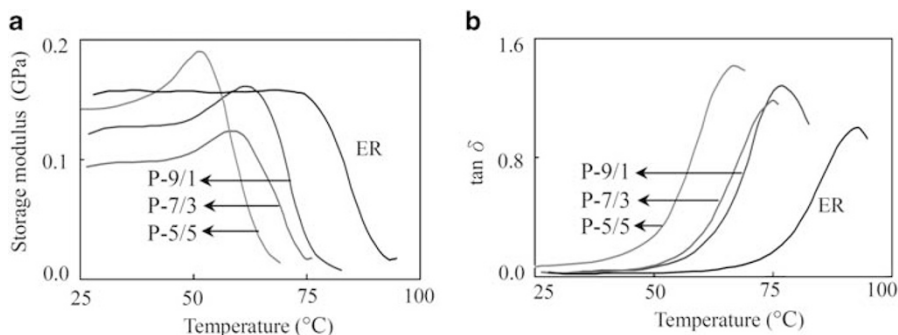 a
Storage modulus (GPa)
0.2
0.1
0.0
25
50
75
100
Temperature (°C)
ER
P-9/1
P-7/3
P-5/5
b
tan δ
1.6
0.8
0.0
25
50
75
100
Temperature (°C)
P-9/1
P-7/3
P-5/5
ER